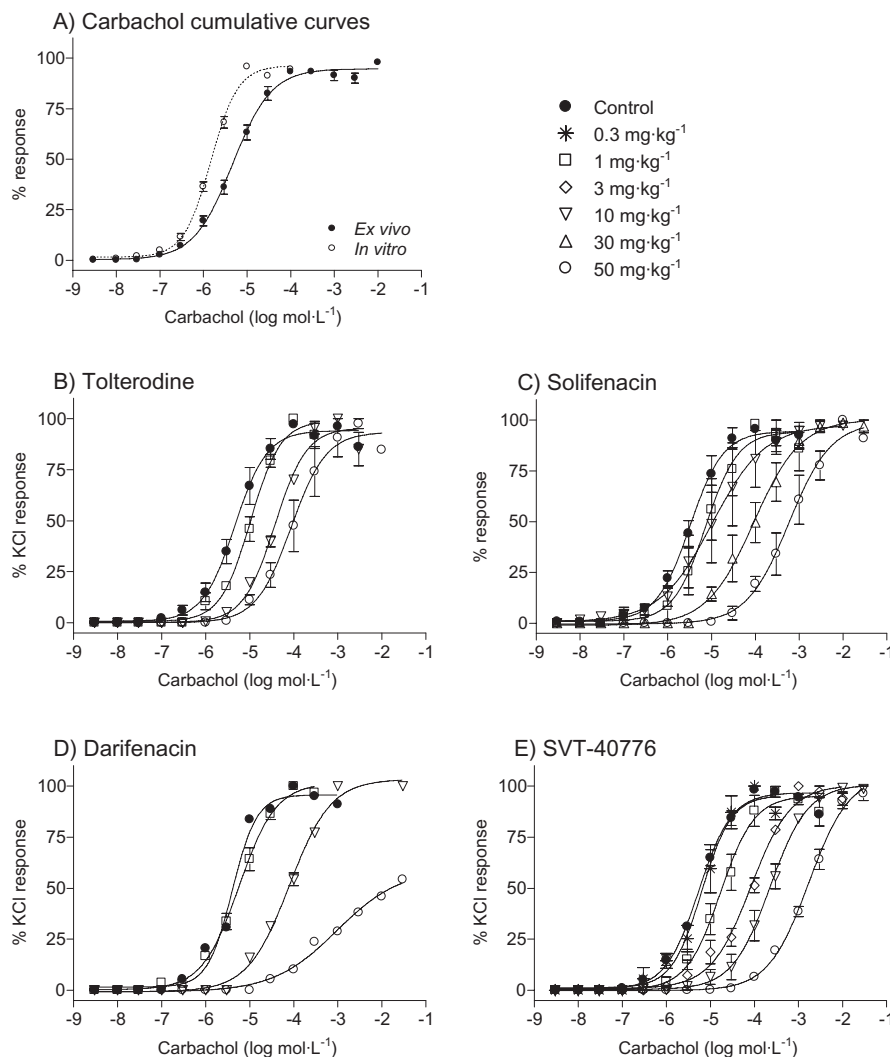 A) Carbachol cumulative curves
100
75
50
25
0
% response
Ex vivo
In vitro
-9 -8 -7 -6 -5 -4 -3 -2 -1
Carbachol (log mol·L⁻¹)
Control
0.3 mg·kg⁻¹
1 mg·kg⁻¹
3 mg·kg⁻¹
10 mg·kg⁻¹
30 mg·kg⁻¹
50 mg·kg⁻¹
B) Tolterodine
100
75
50
25
0
% KCl response
-9 -8 -7 -6 -5 -4 -3 -2 -1
Carbachol (log mol·L⁻¹)
C) Solifenacin
100
75
50
25
0
% response
-9 -8 -7 -6 -5 -4 -3 -2 -1
Carbachol (log mol·L⁻¹)
D) Darifenacin
100
75
50
25
0
% KCl response
-9 -8 -7 -6 -5 -4 -3 -2 -1
Carbachol (log mol·L⁻¹)
E) SVT-40776
100
75
50
25
0
% KCl response
-9 -8 -7 -6 -5 -4 -3 -2 -1
Carbachol (log mol·L⁻¹)